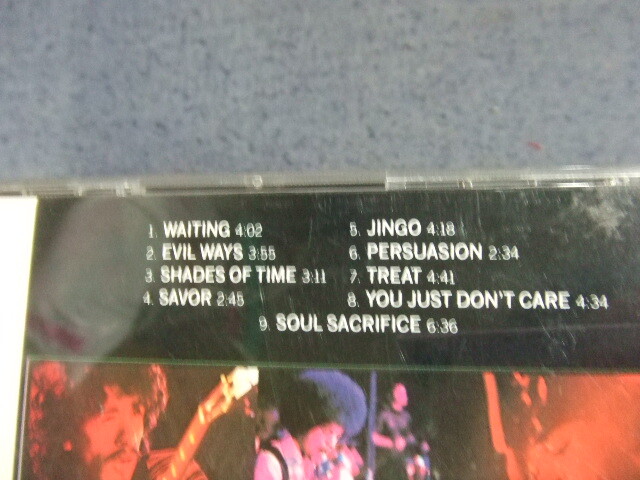 1. WAITING 4:02
2. EVIL WAYS 3:55
3. SHADES OF TIME 3:11
4. SAVOR 2:45
5. JINGO 4:18
6. PERSUASION 2:34
7. TREAT 4:41
8. YOU JUST DON'T CARE 4:34
9. SOUL SACRIFICE 6:36